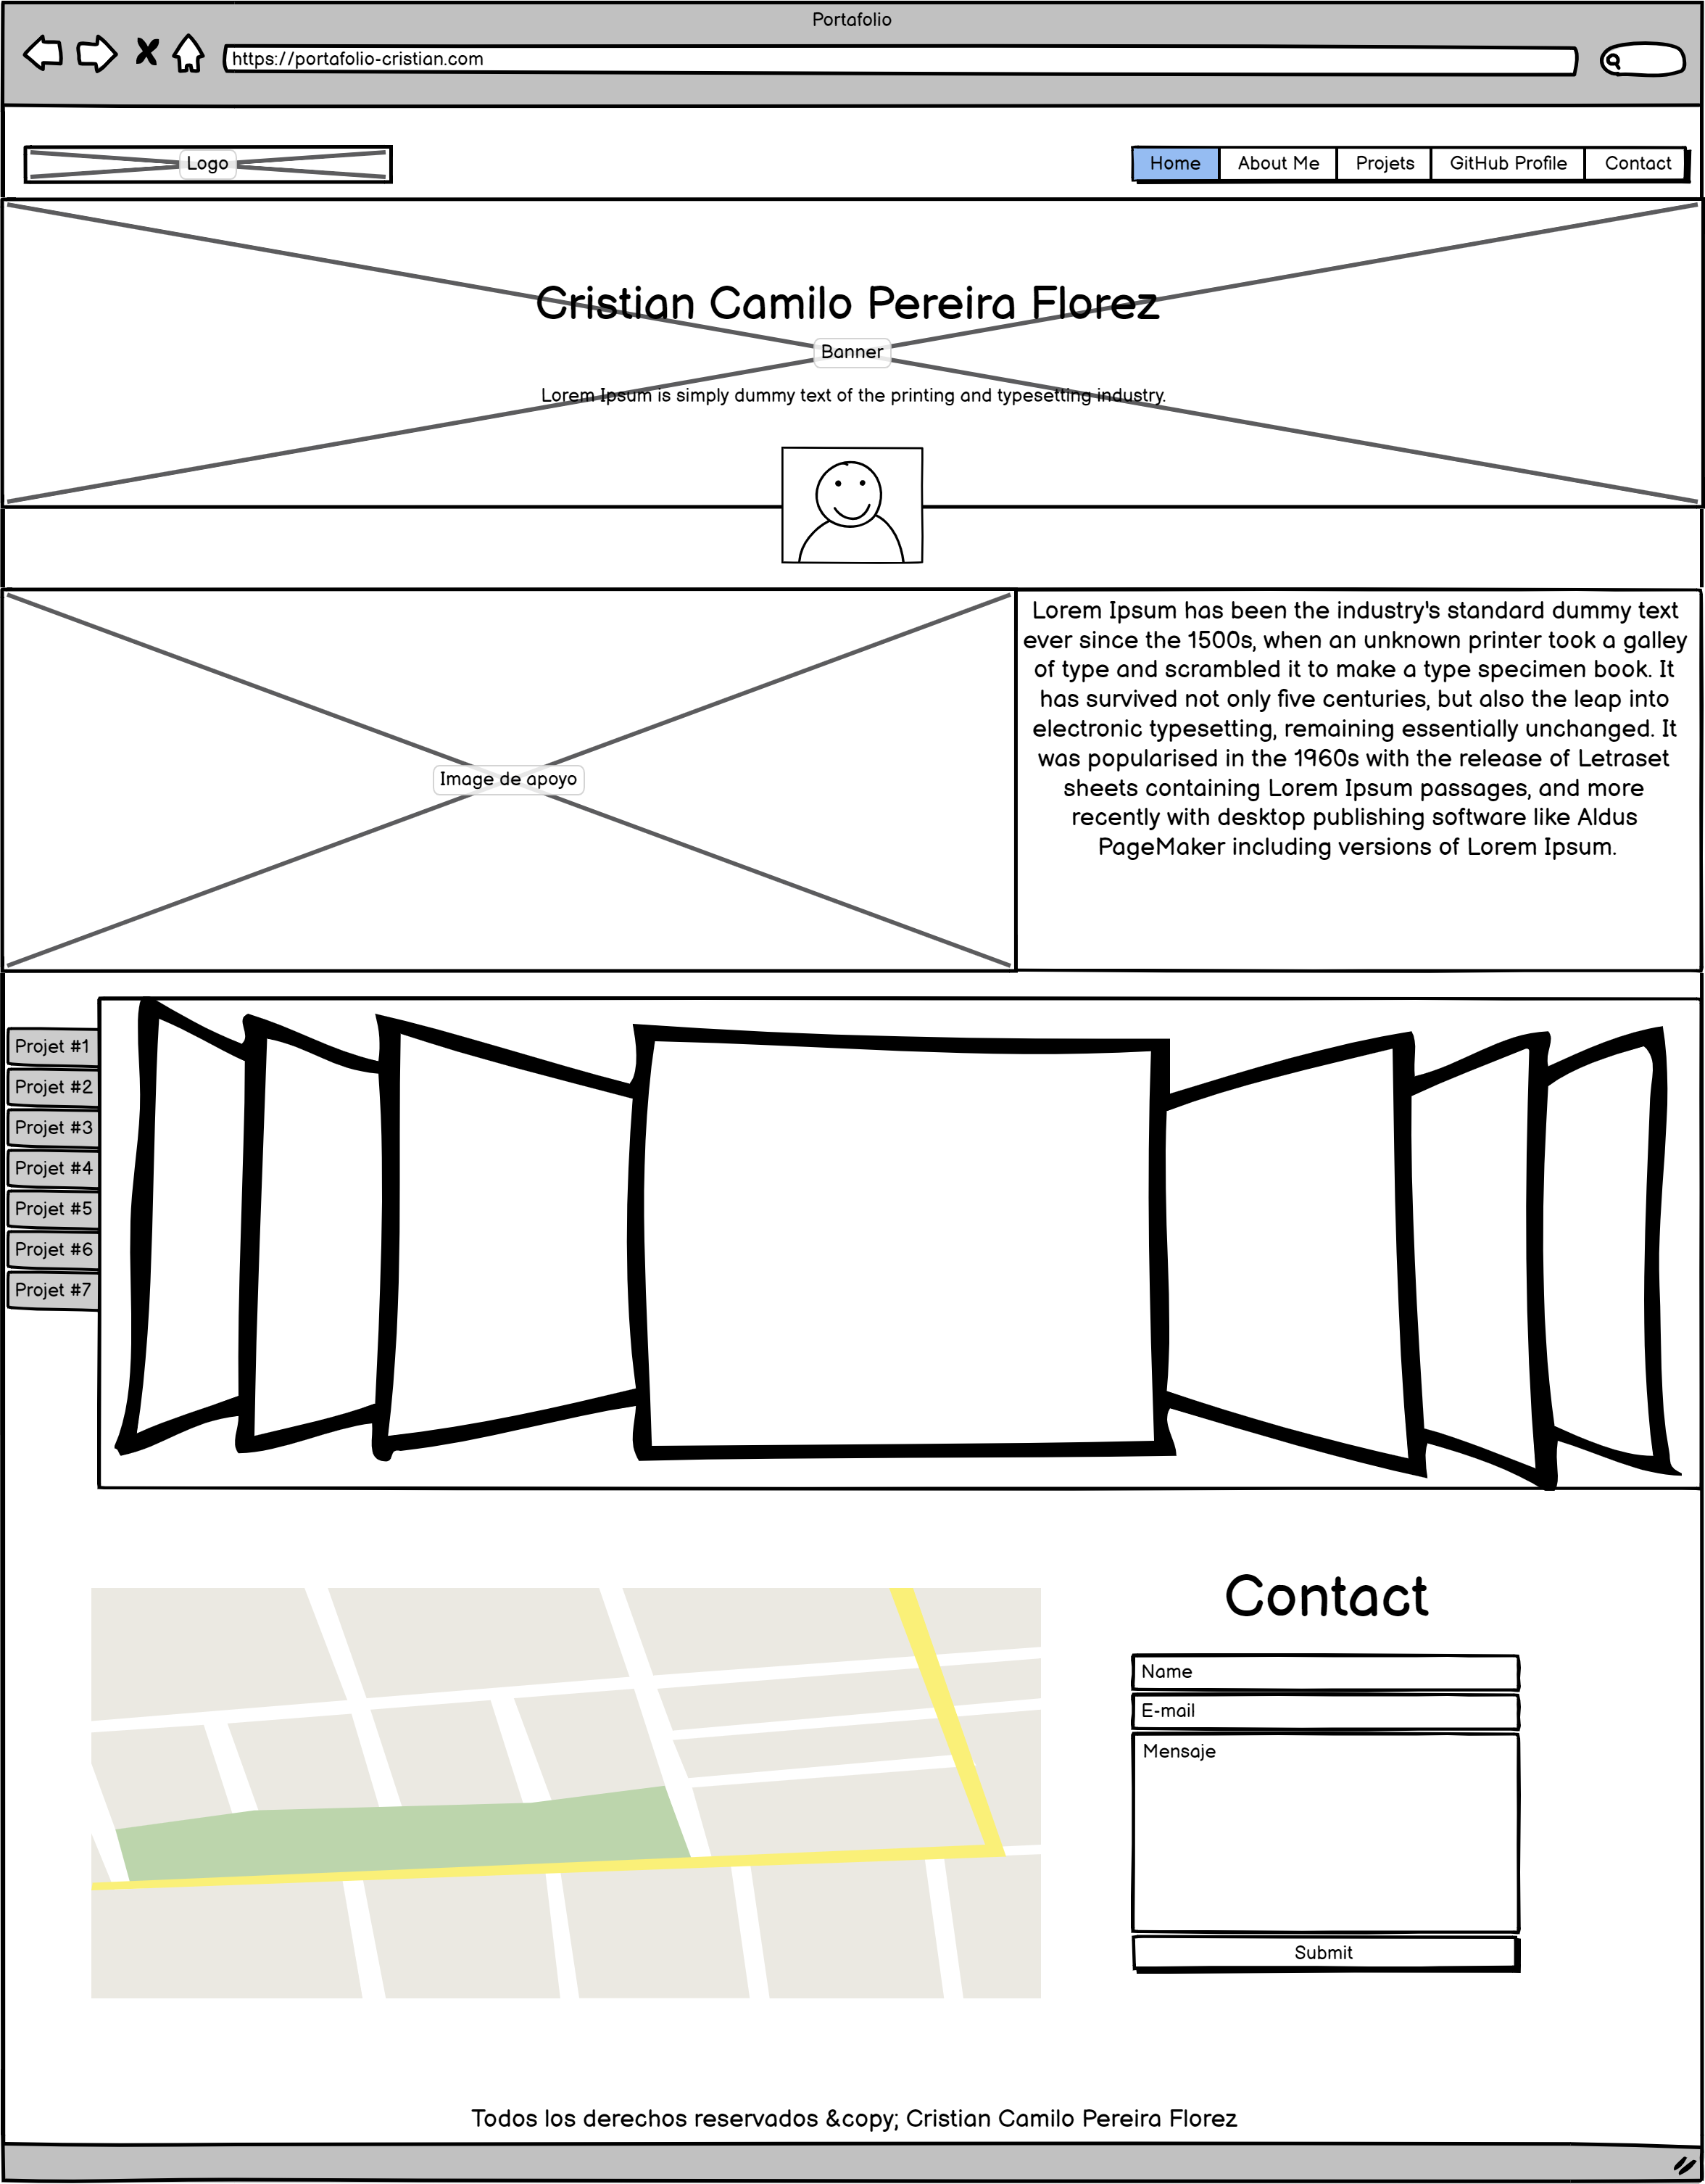 Portafolio
https://portafolio-cristian.com
Logo
Home About Me Projets GitHub Profile Contact
Cristian Camilo Pereira Florez
Banner
Lorem Ipsum is simply dummy text of the printing and typesetting industry.
Image de apoyo
Lorem Ipsum has been the industry's standard dummy text
ever since the 1500s, when an unknown printer took a galley
of type and scrambled it to make a type specimen book. It
has survived not only five centuries, but also the leap into
electronic typesetting, remaining essentially unchanged. It
was popularised in the 1960s with the release of Letraset
sheets containing Lorem Ipsum passages, and more
recently with desktop publishing software like Aldus
PageMaker including versions of Lorem Ipsum.
Projet #1
Projet #2
Projet #3
Projet #4
Projet #5
Projet #6
Projet #7
Contact
Name
E-mail
Mensaje
Submit
Todos los derechos reservados &copy; Cristian Camilo Pereira Florez